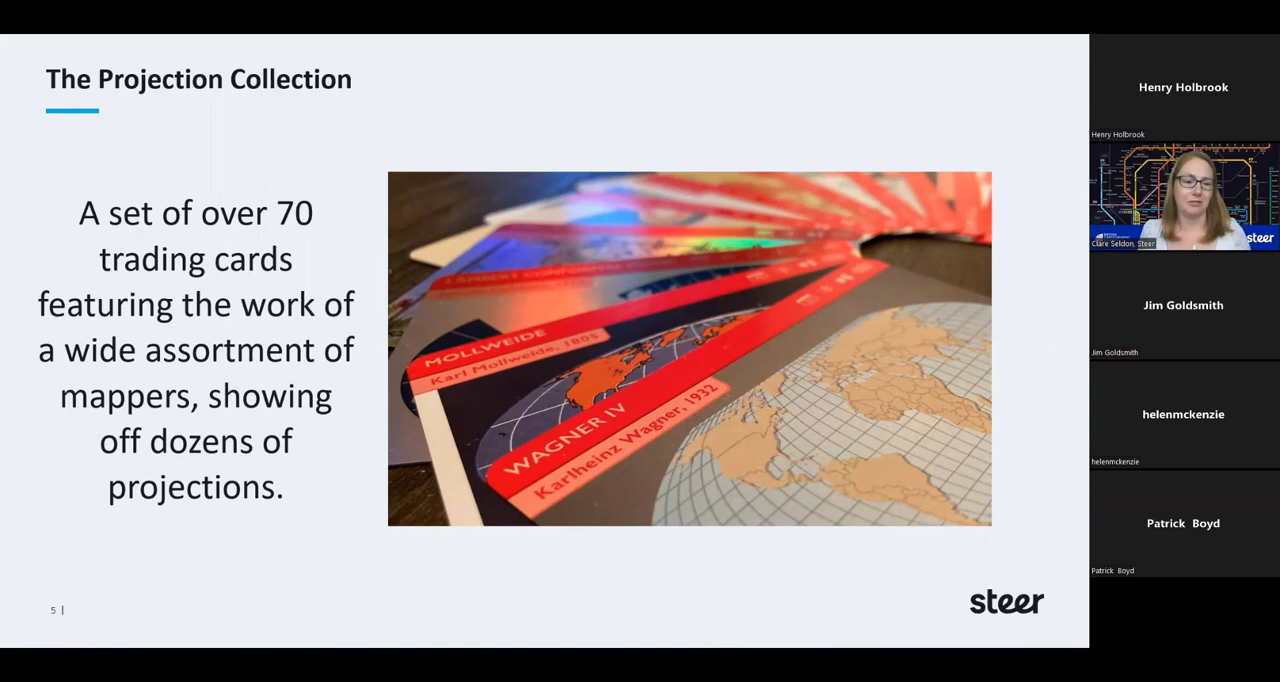 The Projection Collection
A set of over 70
trading cards
featuring the work of
a wide assortment of
mappers, showing
off dozens of
projections.
LAMBERT CONFORMAL
MOLLWEIDE
Karl Mollweide, 1805
WAGNER IV
Karlheinz Wagner, 1932
5 |
steer
Henry Holbrook
Henry Holbrook
steer
Clare Seldon, Steer
Jim Goldsmith
Jim Goldsmith
helenmckenzie
helenmckenzie
Patrick Boyd
Patrick Boyd